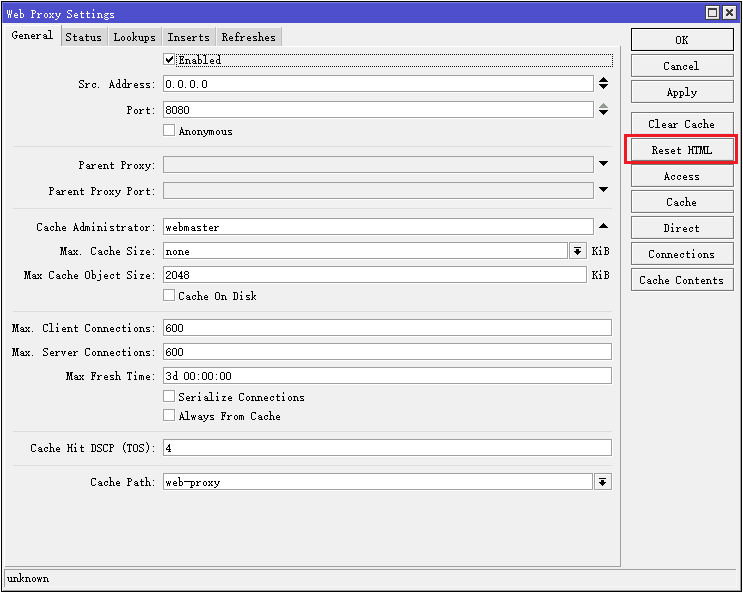 Web Proxy Settings
General Status Lookups Inserts Refreshes
Enabled
Src. Address: 0.0.0.0
Port: 8080
Anonymous
Parent Proxy:
Parent Proxy Port:
Cache Administrator: webmaster
Max. Cache Size: none KiB
Max Cache Object Size: 2048 KiB
Cache On Disk
Max. Client Connections: 600
Max. Server Connections: 600
Max Fresh Time: 3d 00:00:00
Serialize Connections
Always From Cache
Cache Hit DSCP (TOS): 4
Cache Path: web-proxy
OK
Cancel
Apply
Clear Cache
Reset HTML
Access
Cache
Direct
Connections
Cache Contents
unknown